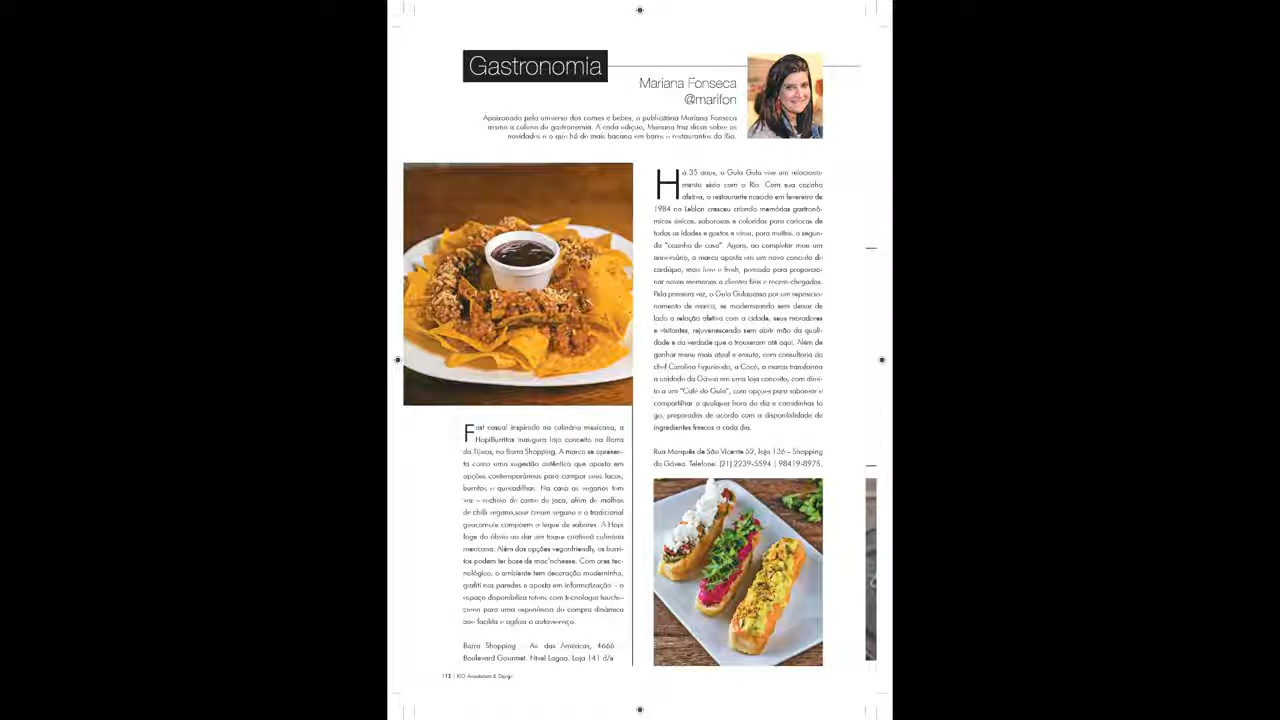 Gastronomia
Mariana Fonseca
@marifon
Apaixonada pelo universo dos comes e bebes, a publicitária Mariana Fonseca
assina a coluna de gastronomia. A cada edição, Mariana traz dicas sobre as
novidades e o que há de mais bacana em bares e restaurantes do Rio.
Fast casual inspirado na culinária mexicana, a
HopiBurritos inaugura loja conceito na Barra
da Tijuca, no Barra Shopping. A marca se apresen-
ta como uma sugestão autêntica que aposta em
opções contemporâneas para compor seus tacos,
burritos e quesadilhas. Na casa os veganos tem
vez – recheio de carne de jaca, além de molhos
de chilli vegano, sour cream vegano e o tradicional
guacamole compõem o leque de sabores. A Hopi
foge do óbvio ao dar um toque criativoà culinária
mexicana. Além das opções veganfriendly, os burri-
tos podem ter base de mac'ncheese. Com ares tec-
nológico, o ambiente tem decoração moderninha,
grafiti nas paredes e aposta em informatização – o
espaço disponibiliza totens com tecnologia touchs-
creen para uma experiência de compra dinâmica
que facilita e agiliza o autoserviço.
Barra Shopping Av. das Américas, 4666
Boulevard Gourmet. Nível Lagoa. Loja 141 d/e
112 | RIO Arquitetura & Design
Há 35 anos, o Gula Gula vive um relaciona-
mento sério com o Rio. Com sua cozinha
afetiva, o restaurante nascido em fevereiro de
1984 no Leblon cresceu criando memórias gastronô-
micas únicas, saborosas e coloridas para cariocas de
todas as idades e gostos e virou, para muitos, a segun-
da "cozinha de casa". Agora, ao completar mais um
aniversário, a marca aposta em um novo conceito de
cardápio, mais leve e fresh, pensado para proporcio-
nar novas memórias a clientes fiéis e recém-chegados.
Pela primeira vez, o Gula Gulapassa por um reposicio-
namento de marca, se modernizando sem deixar de
lado a relação afetiva com a cidade, seus moradores
e visitantes, rejuvenescendo sem abrir mão da quali-
dade e da verdade que o trouxeram até aqui. Além de
ganhar menu mais atual e enxuto, com consultoria da
chef Carolina Figueiredo, a Cacá, a marca transforma
a unidade da Gávea em uma loja conceito, com direi-
to a um "Café do Gula", com opções para saborear e
compartilhar a qualquer hora do dia e comidinhas to
go, preparadas de acordo com a disponibilidade de
ingredientes frescos a cada dia.
Rua Marquês de São Vicente 52, loja 136 – Shopping
da Gávea. Telefone: (21) 2239-5594 | 98419-8975.